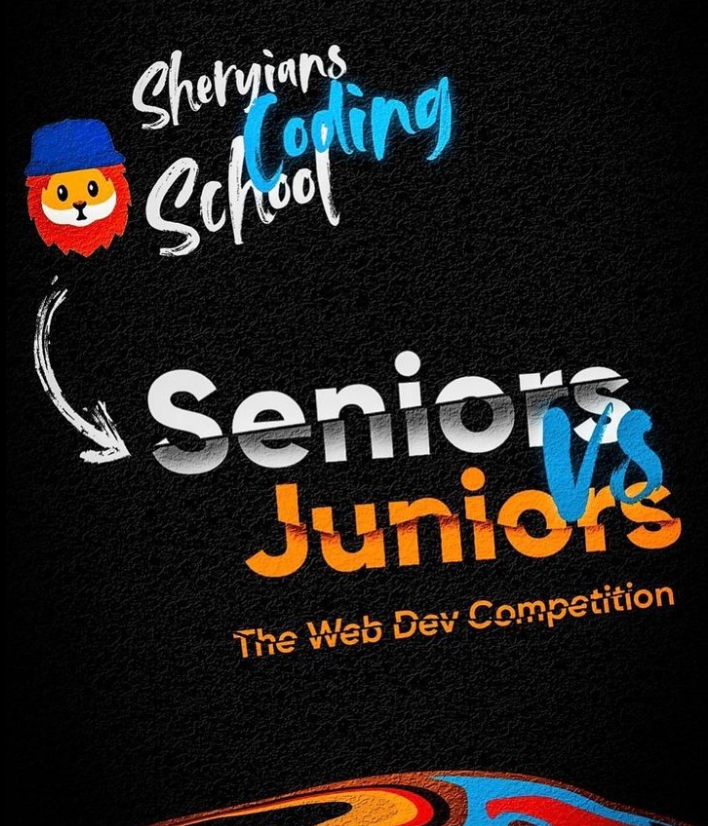 Sheryians
Coding
School
Seniors
vs
Juniors
The Web Dev Competition